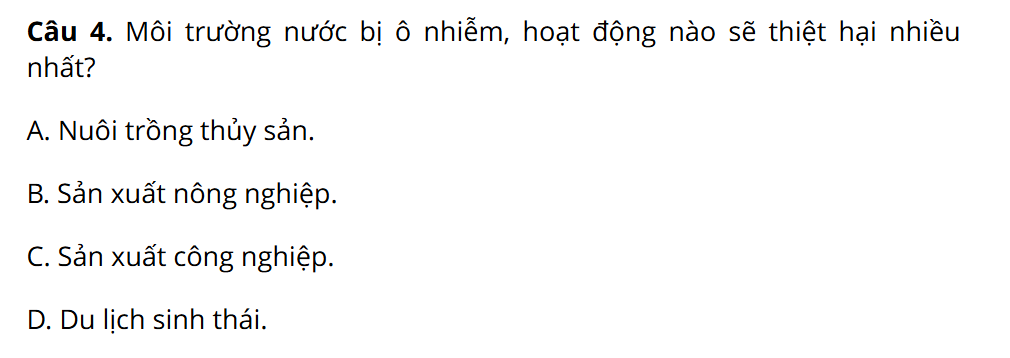 Câu 4. Môi trường nước bị ô nhiễm, hoạt động nào sẽ thiệt hại nhiều
nhất?
A. Nuôi trồng thủy sản.
B. Sản xuất nông nghiệp.
C. Sản xuất công nghiệp.
D. Du lịch sinh thái.